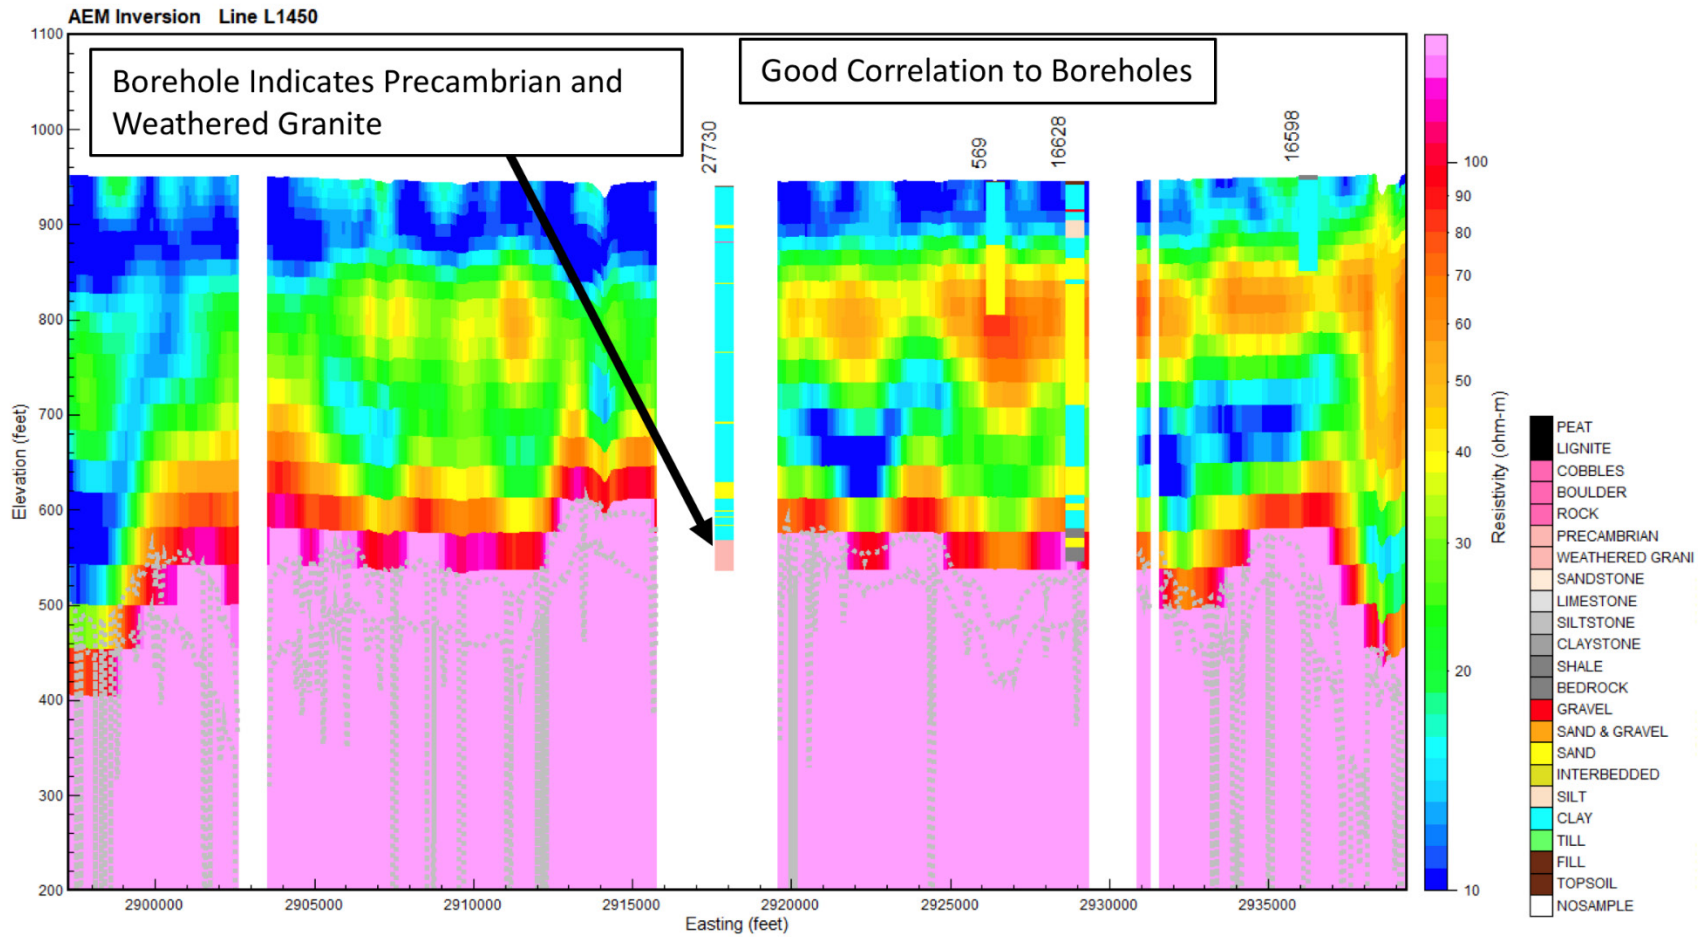 AEM Inversion Line L1450
Borehole Indicates Precambrian and
Weathered Granite
Good Correlation to Boreholes
27730
569
16628
16598
1100
1000
900
800
700
600
500
400
300
200
Elevation (feet)
2900000
2905000
2910000
2915000
2920000
2925000
2930000
2935000
Easting (feet)
100
90
80
70
60
50
40
30
20
10
Resistivity (ohm-m)
PEAT
LIGNITE
COBBLES
BOULDER
ROCK
PRECAMBRIAN
WEATHERED GRANI
SANDSTONE
LIMESTONE
SILTSTONE
CLAYSTONE
SHALE
BEDROCK
GRAVEL
SAND & GRAVEL
SAND
INTERBEDDED
SILT
CLAY
TILL
FILL
TOPSOIL
NOSAMPLE